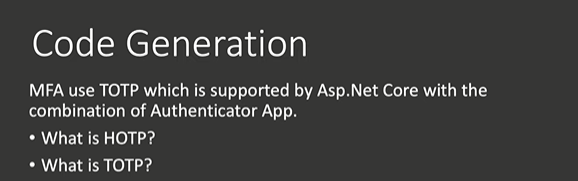 Code Generation
MFA use TOTP which is supported by Asp.Net Core with the
combination of Authenticator App.
• What is HOTP?
• What is TOTP?